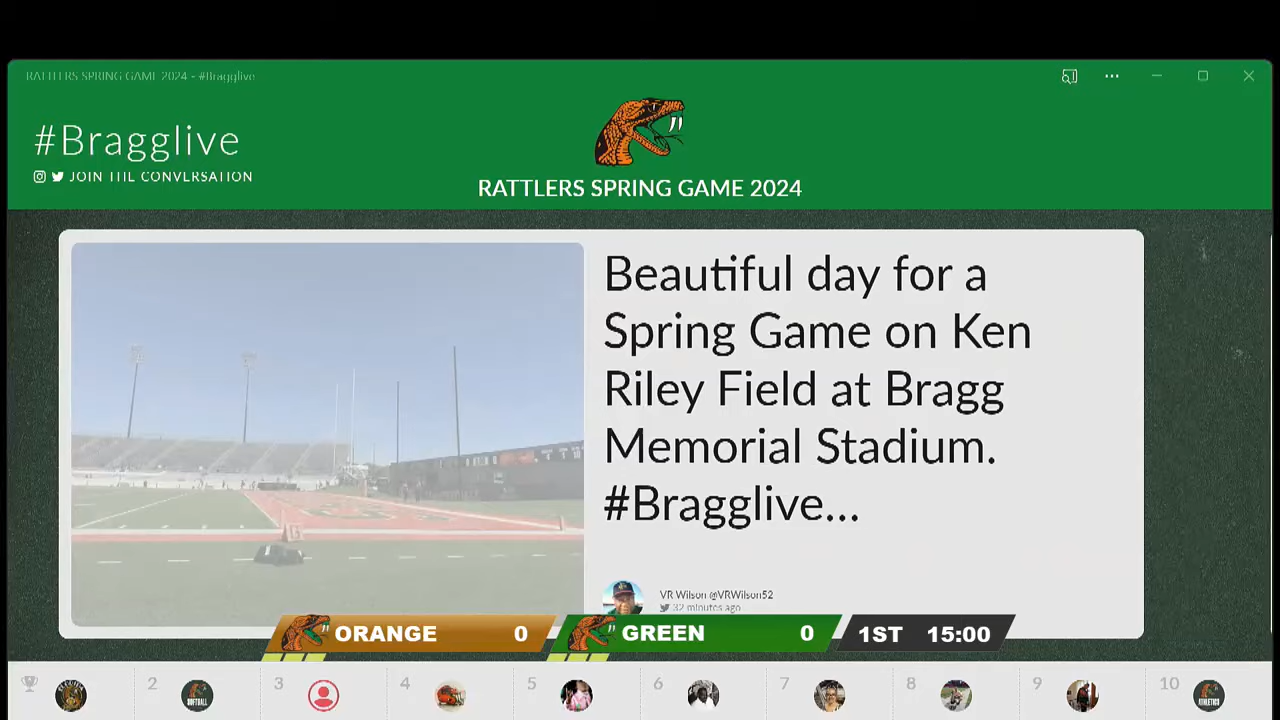 RATTLERS SPRING GAME 2024 - #Bragglive
#Bragglive
JOIN THE CONVERSATION
RATTLERS SPRING GAME 2024
Beautiful day for a
Spring Game on Ken
Riley Field at Bragg
Memorial Stadium.
#Bragglive...
VR Wilson @VRWilson52
32 minutes ago
ORANGE 0 GREEN 0 1ST 15:00
2 3 4 5 6 7 8 9 10
SOFTBALL
ATHLETICS